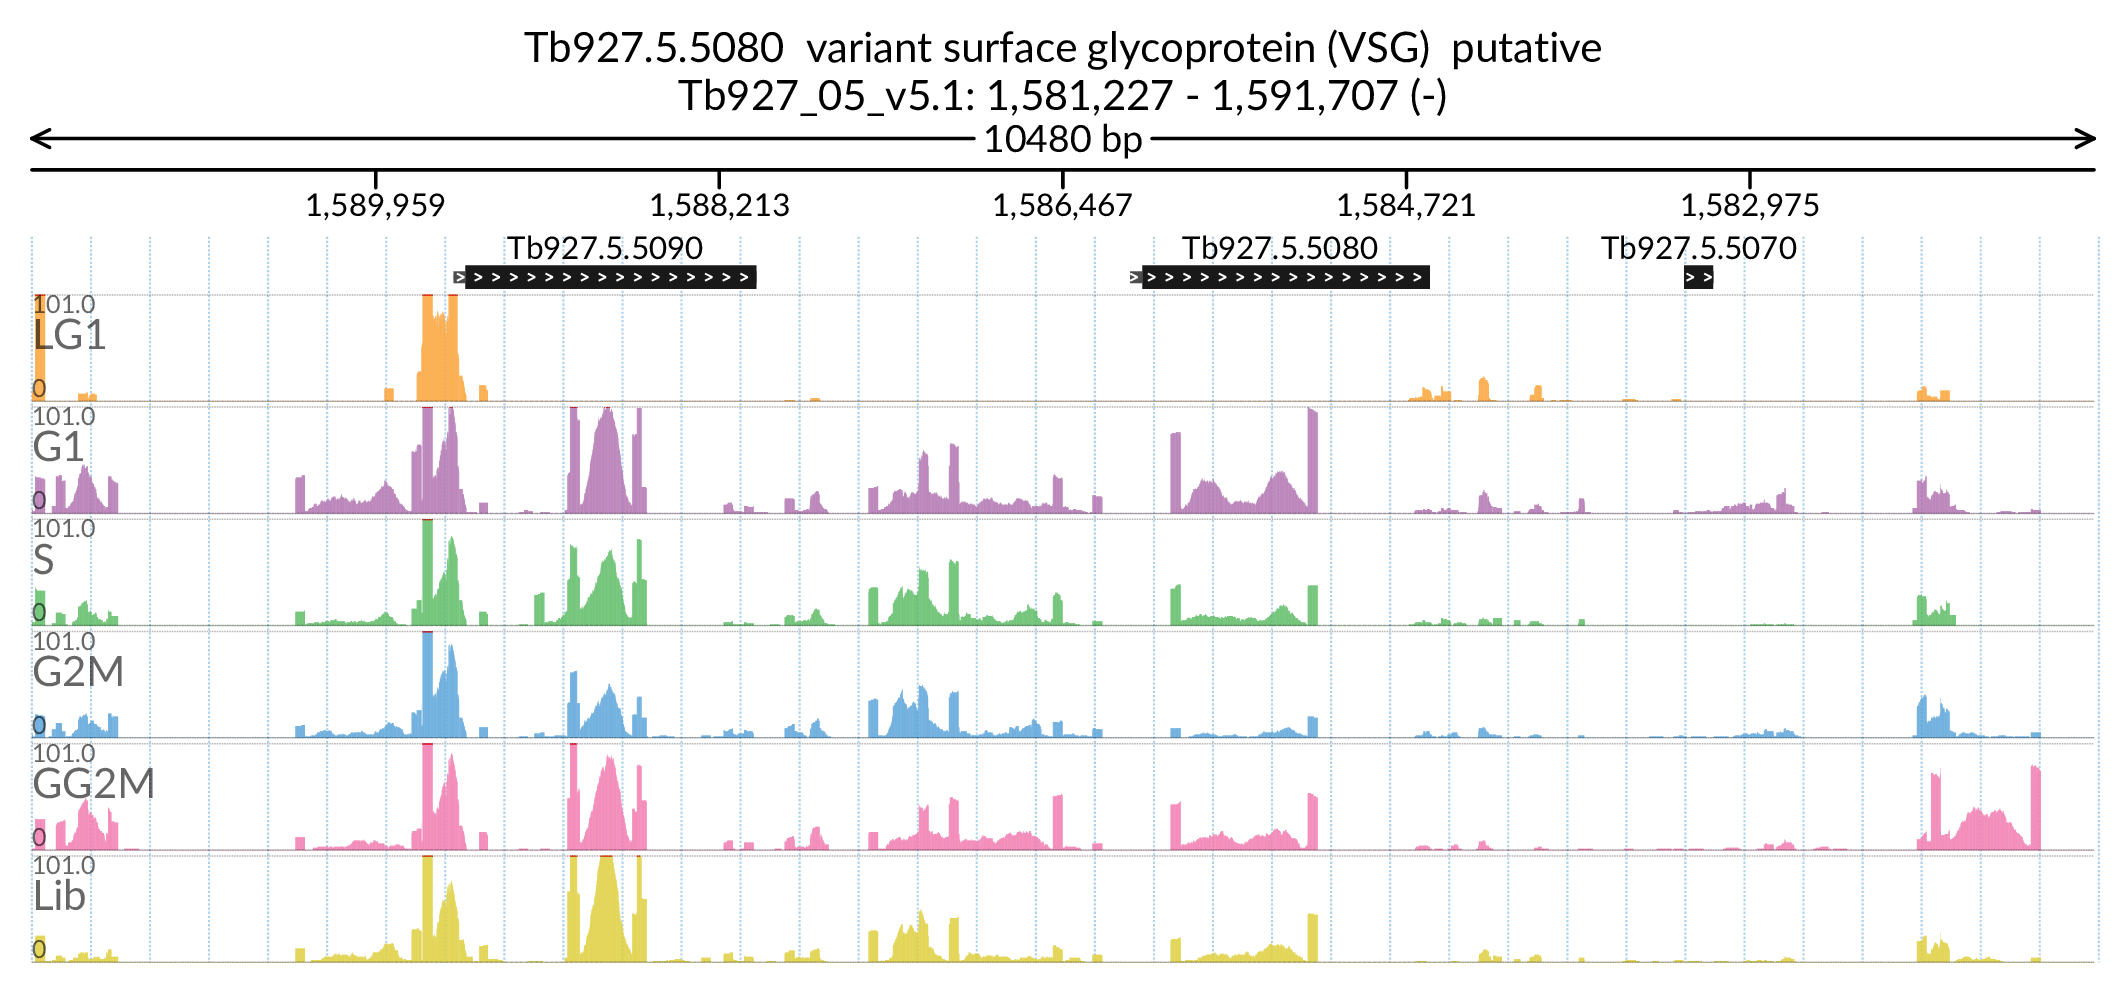 Tb927.5.5080  variant surface glycoprotein (VSG)  putative
Tb927_05_v5.1: 1,581,227 - 1,591,707 (-)
10480 bp
1,589,959 1,588,213 1,586,467 1,584,721 1,582,975
Tb927.5.5090 Tb927.5.5080 Tb927.5.5070
101.0
LG1
0
101.0
G1
0
101.0
S
0
101.0
G2M
0
101.0
GG2M
0
101.0
Lib
0